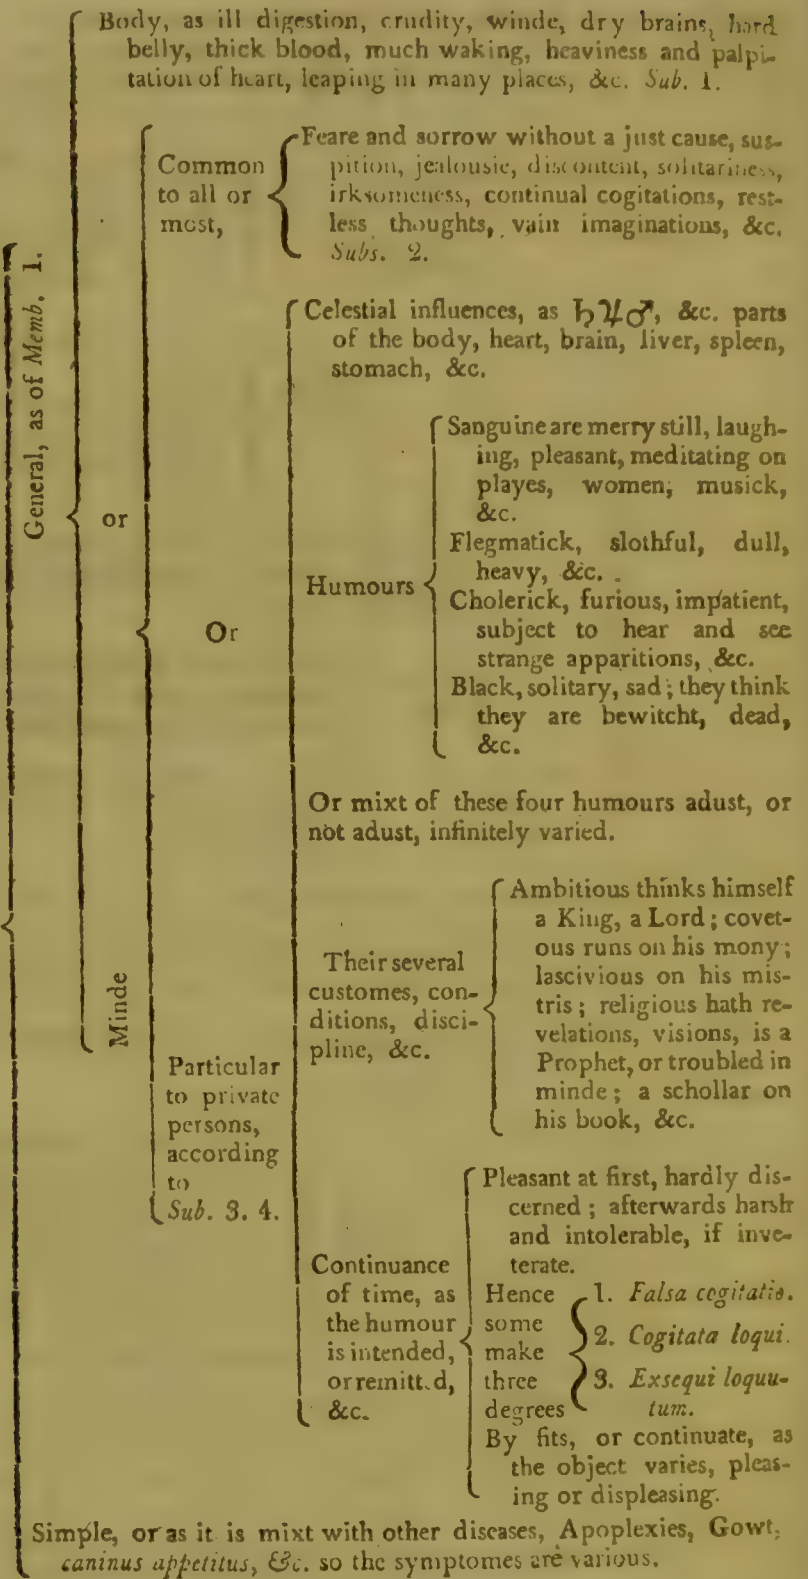 Body, as ill digestion, crudity, winde, dry brains, hard
belly, thick blood, much waking, heaviness and palpi-
tation of heart, leaping in many places, &c. Sub. 1.
General, as of Memb. 1.
or
Minde
Common
to all or
most,
Feare and sorrow without a just cause, sus-
pition, jealousie, discontent, solitariness,
irksomeness, continual cogitations, rest-
less thoughts, vain imaginations, &c.
Subs. 2.
Or
Particular
to private
persons,
according
to
Sub. 3. 4.
Celestial influences, as ♄♃♂, &c. parts
of the body, heart, brain, liver, spleen,
stomach, &c.
Humours
Sanguine are merry still, laugh-
ing, pleasant, meditating on
playes, women, musick,
&c.
Flegmatick, slothful, dull,
heavy, &c.
Cholerick, furious, impatient,
subject to hear and see
strange apparitions, &c.
Black, solitary, sad; they think
they are bewitcht, dead,
&c.
Or mixt of these four humours adust, or
not adust, infinitely varied.
Their several
customes, con-
ditions, disci-
pline, &c.
Ambitious thinks himself
a King, a Lord; covet-
ous runs on his mony;
lascivious on his mis-
tris; religious hath re-
velations, visions, is a
Prophet, or troubled in
minde; a schollar on
his book, &c.
Continuance
of time, as
the humour
is intended,
or remitted,
&c.
Pleasant at first, hardly dis-
cerned; afterwards harsh
and intolerable, if inve-
terate.
Hence
some
make
three
degrees
1. Falsa cogitatio.
2. Cogitata loqui.
3. Exsequi loquu-
tum.
By fits, or continuate, as
the object varies, pleas-
ing or displeasing.
Simple, or as it is mixt with other diseases, Apoplexies, Gowt,
caninus appetitus, &c. so the symptomes are various.